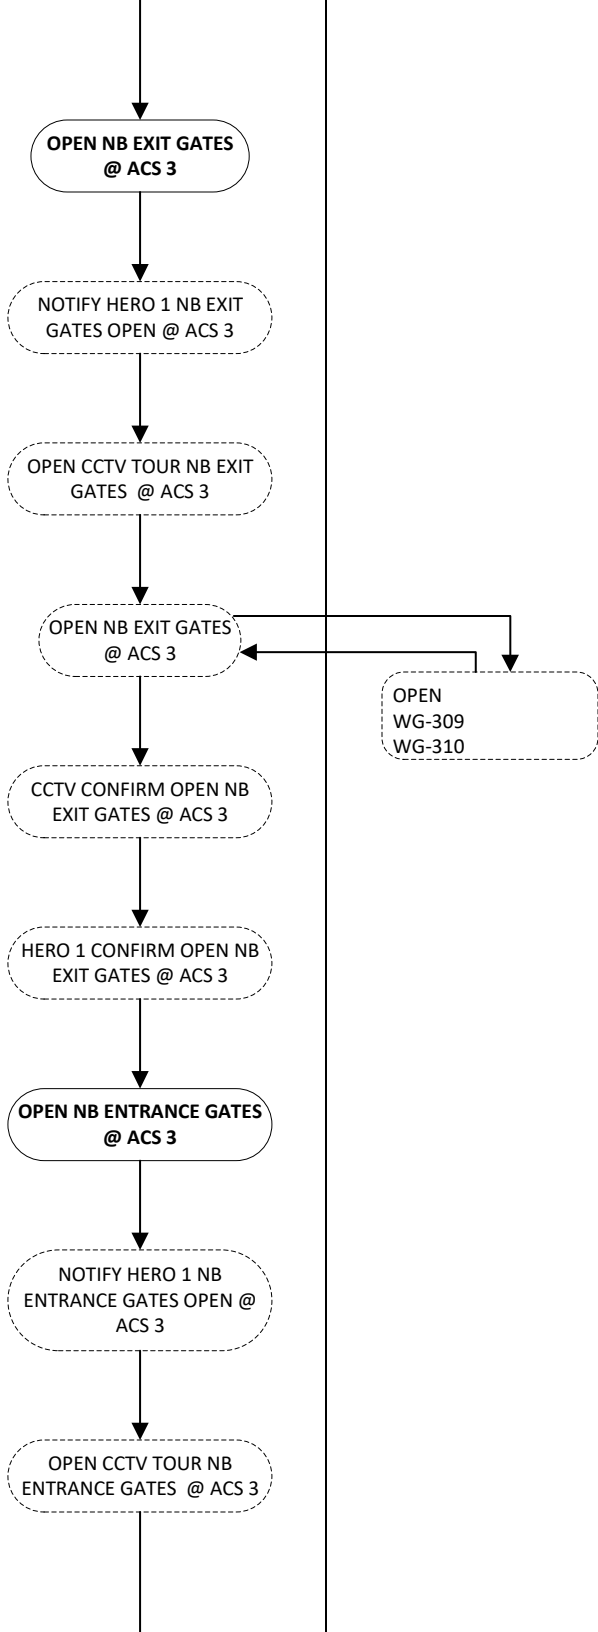 OPEN NB EXIT GATES
@ ACS 3
NOTIFY HERO 1 NB EXIT
GATES OPEN @ ACS 3
OPEN CCTV TOUR NB EXIT
GATES @ ACS 3
OPEN NB EXIT GATES
@ ACS 3
OPEN
WG-309
WG-310
CCTV CONFIRM OPEN NB
EXIT GATES @ ACS 3
HERO 1 CONFIRM OPEN NB
EXIT GATES @ ACS 3
OPEN NB ENTRANCE GATES
@ ACS 3
NOTIFY HERO 1 NB
ENTRANCE GATES OPEN @
ACS 3
OPEN CCTV TOUR NB
ENTRANCE GATES @ ACS 3